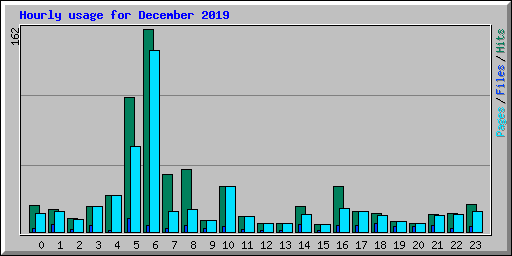 Hourly usage for December 2019
162
Pages / Files / Hits
0 1 2 3 4 5 6 7 8 9 10 11 12 13 14 15 16 17 18 19 20 21 22 23